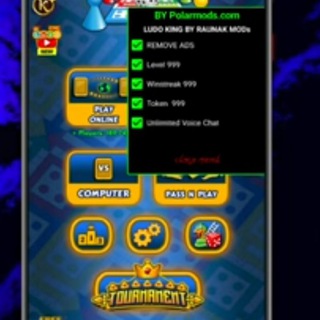 BY Polarmods.com
LUDO KING BY RAUNAK MODs
REMOVE ADS
Level 999
Winstreak 999
Token 999
Unlimited Voice Chat
NEW
PLAY
ONLINE
VS
COMPUTER
PASS N PLAY
TOURNAMENT